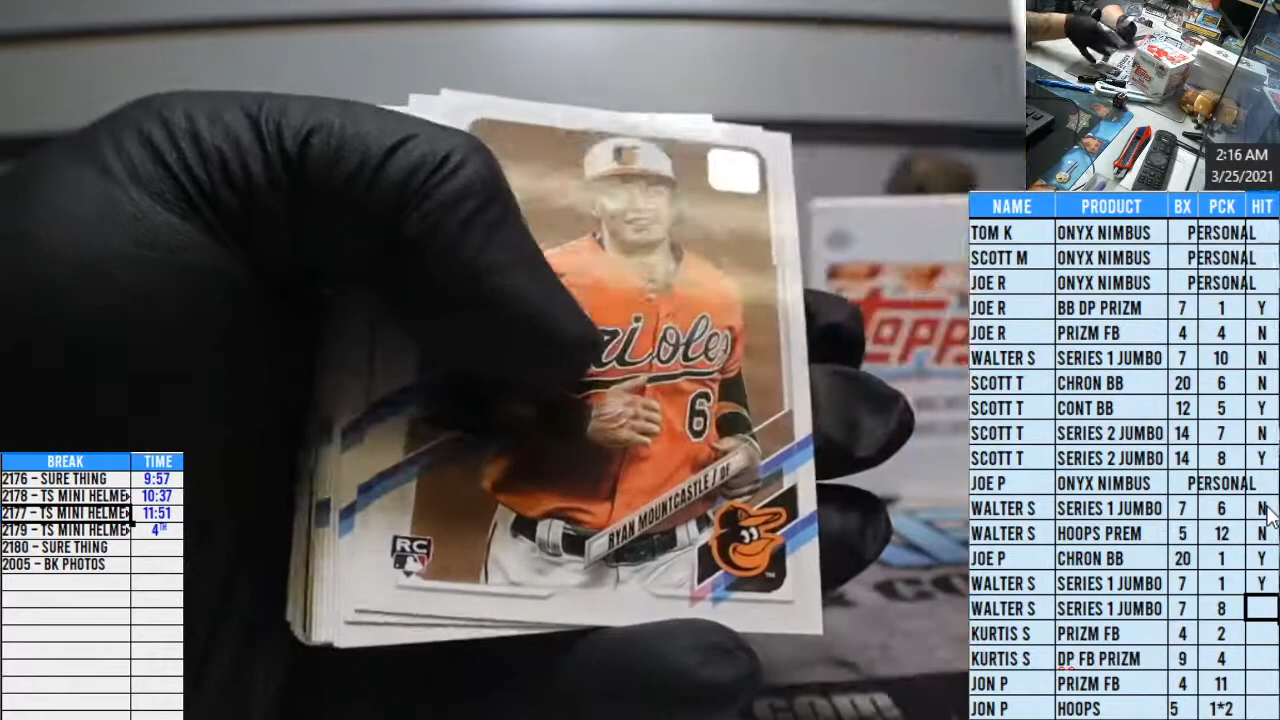 2:16 AM
3/25/2021
NAME PRODUCT BX PCK HIT
TOM K ONYX NIMBUS PERSONAL
SCOTT M ONYX NIMBUS PERSONAL
JOE R ONYX NIMBUS PERSONAL
JOE R BB DP PRIZM 7 1 Y
JOE R PRIZM FB 4 4 N
WALTER S SERIES 1 JUMBO 7 10 N
SCOTT T CHRON BB 20 6 N
SCOTT T CONT BB 12 5 Y
SCOTT T SERIES 2 JUMBO 14 7 N
SCOTT T SERIES 2 JUMBO 14 8 Y
JOE P ONYX NIMBUS PERSONAL
WALTER S SERIES 1 JUMBO 7 6 N
WALTER S HOOPS PREM 5 12 N
JOE P CHRON BB 20 1 Y
WALTER S SERIES 1 JUMBO 7 1 Y
WALTER S SERIES 1 JUMBO 7 8
KURTIS S PRIZM FB 4 2
KURTIS S DP FB PRIZM 9 4
JON P PRIZM FB 4 11
JON P HOOPS 5 1*2
BREAK TIME
2176 – SURE THING 9:57
2178 – TS MINI HELME 10:37
2177 – TS MINI HELME 11:51
2179 – TS MINI HELME 4TH
2180 – SURE THING
2005 – BK PHOTOS
Orioles
6
RYAN MOUNTCASTLE / OF
RC
TOPPS
com